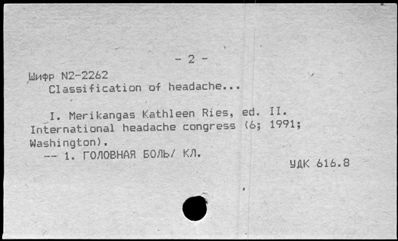 - 2 -
Шифр N2-2262
Classification of headache...
I. Merikangas Kathleen Ries, ed. II.
International headache congress (6; 1991;
Washington).
-- 1. ГОЛОВНАЯ БОЛЬ/ КЛ.
УДК 616.8